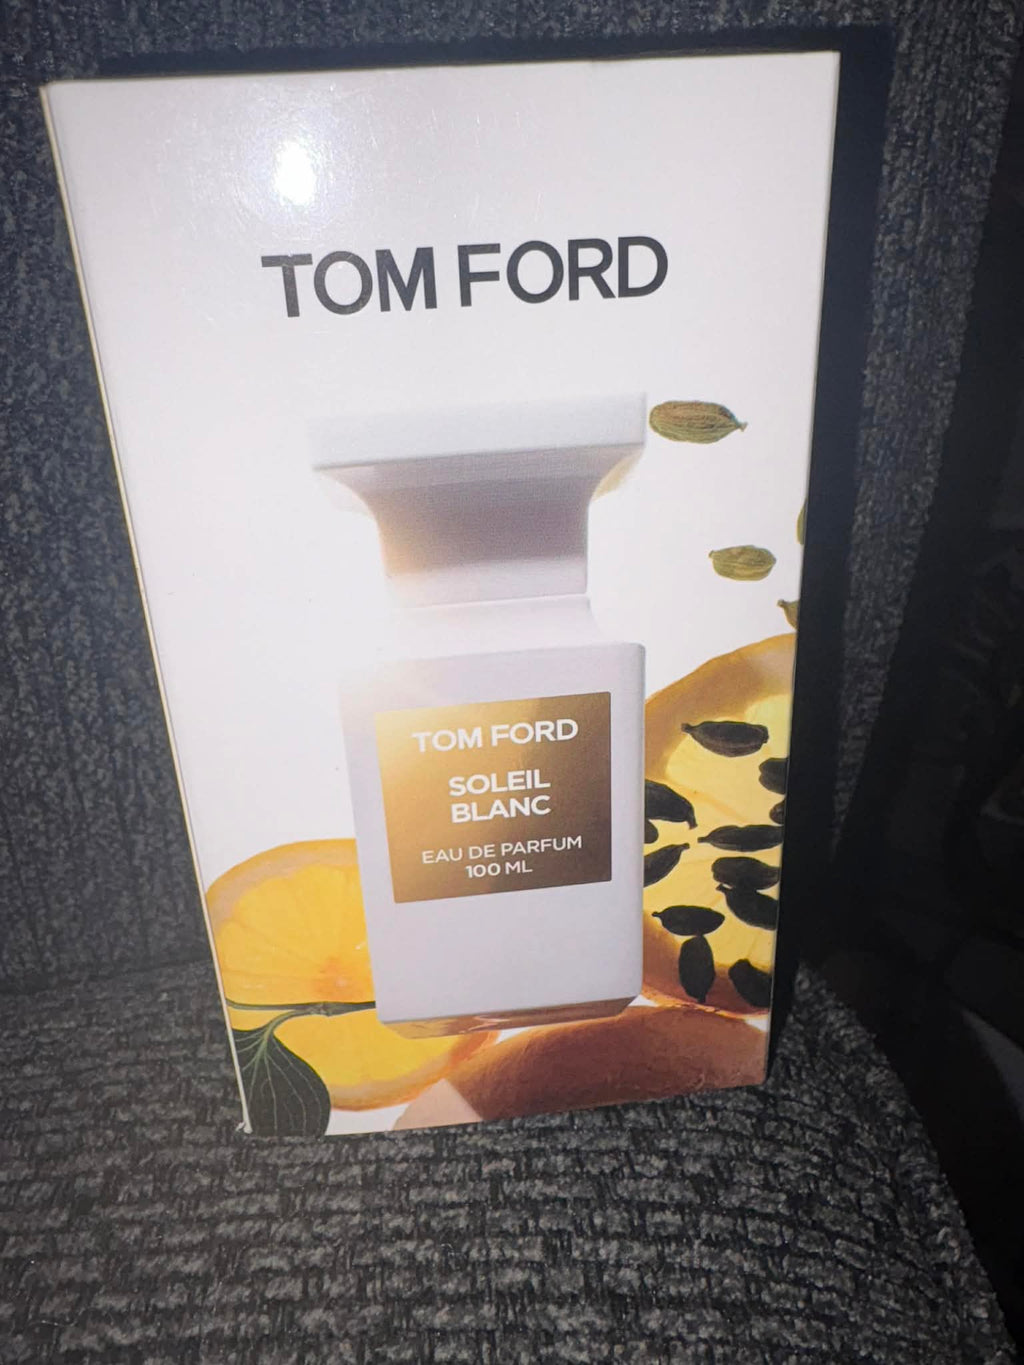 TOM FORD
TOM FORD
SOLEIL
BLANC
EAU DE PARFUM
100 ML